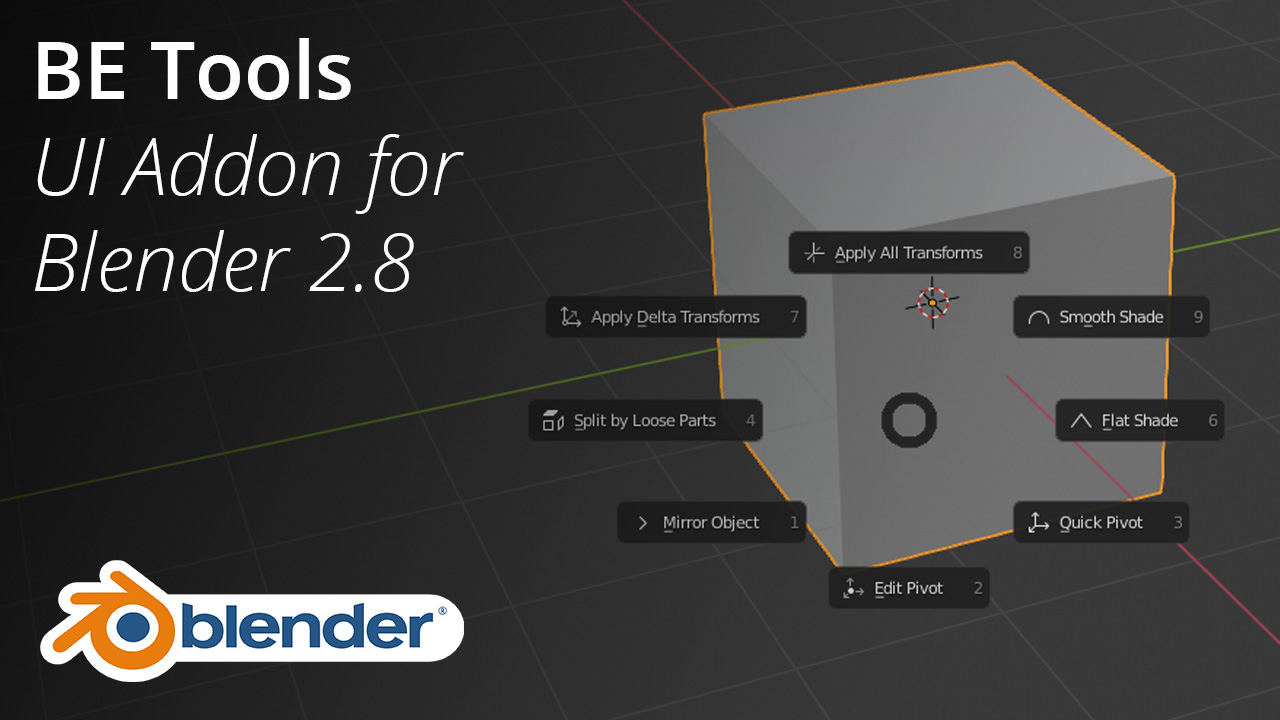 BE Tools
UI Addon for
Blender 2.8
Apply All Transforms 8
Apply Delta Transforms 7
Smooth Shade 9
Split by Loose Parts 4
Flat Shade 6
Mirror Object 1
Quick Pivot 3
Edit Pivot 2
blender®